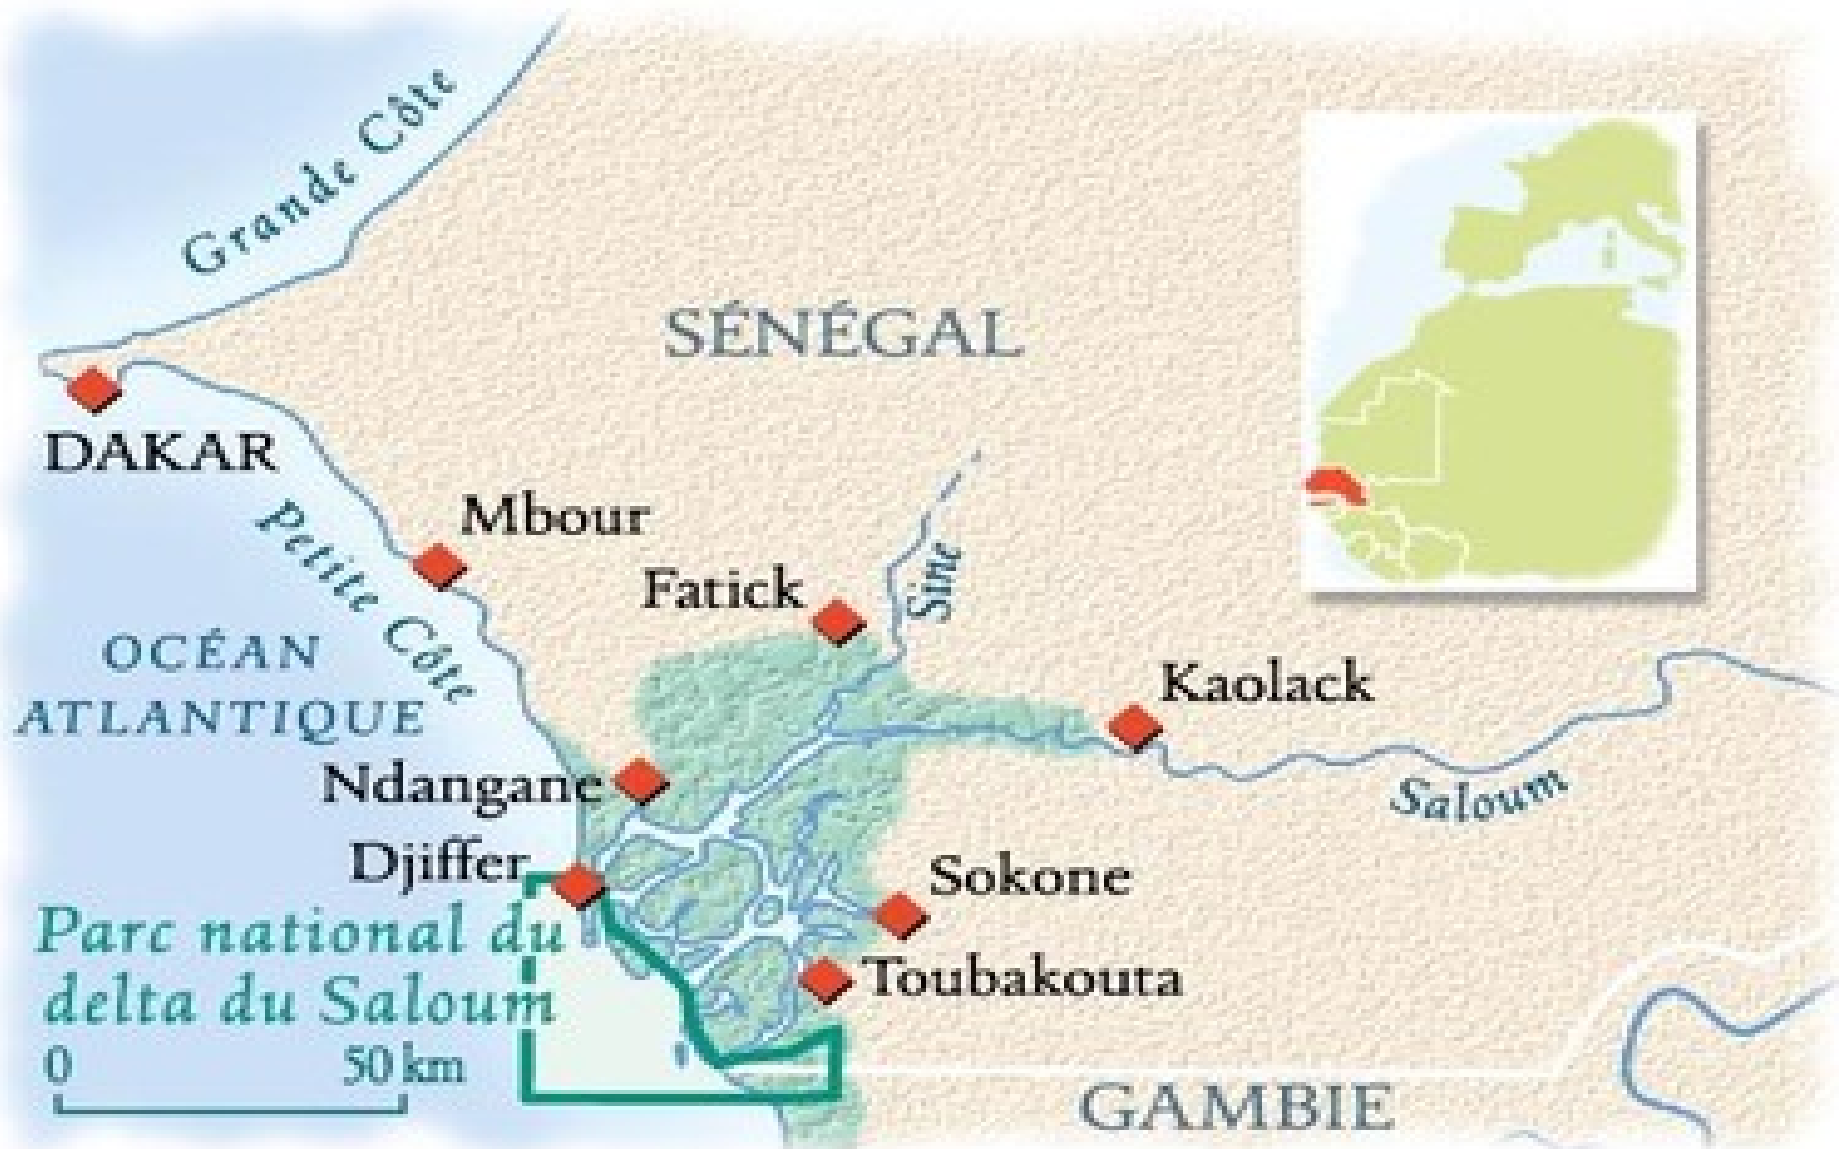 Grande Côte
SÉNÉGAL
DAKAR
Petite Côte
Mbour
Fatick
Sine
OCÉAN
ATLANTIQUE
Kaolack
Ndangane
Saloum
Djiffer
Sokone
Parc national du
delta du Saloum
Toubakouta
0 50 km
GAMBIE